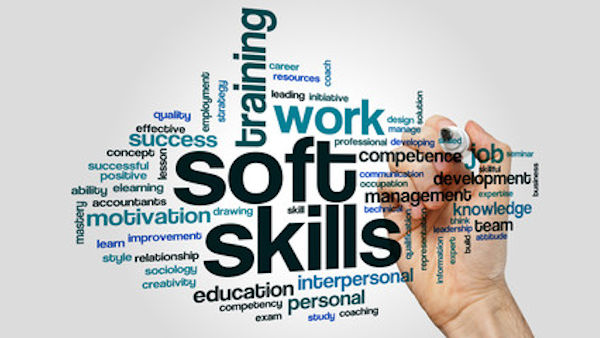 training
career
resources
coach
strategy
employment
leading initiative
solution
work
design
manage
quality
effective
success
professional developing
skilled
concept
lesson
soft
competence
job
seminar
successful
positive
communication
occupation
skillful
development
business
ability elearning
management
expertise
mastery
accountants
motivation
drawing
skill
technical
knowledge
skills
qualification
representation
think
leadership
team
learn improvement
information
expert
build
attitude
style relationship
sociology
creativity
interpersonal
education
personal
competency
exam
study coaching